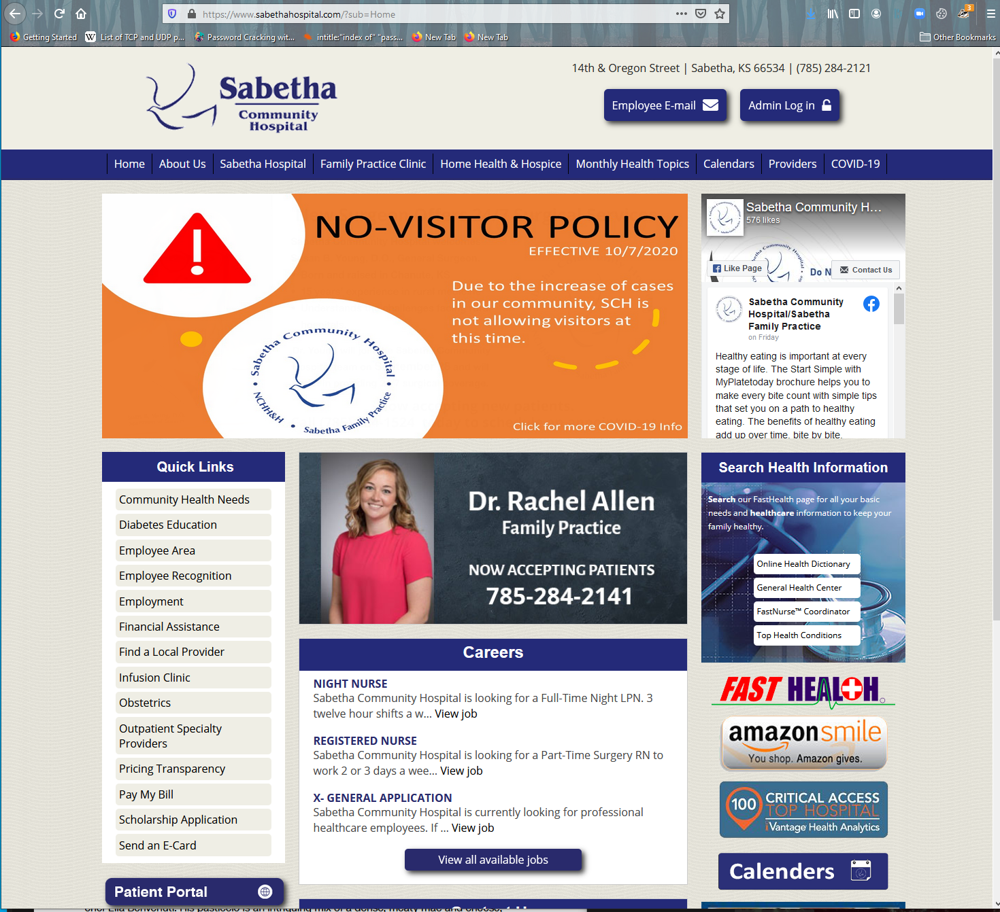 https://www.sabethahospital.com/?sub=Home
3
Getting Started
List of TCP and UDP p...
Password Cracking wit...
intitle:"index of" "pass...
New Tab
New Tab
Other Bookmarks
Sabetha
Community
Hospital
14th & Oregon Street | Sabetha, KS 66534 | (785) 284-2121
Employee E-mail
Admin Log in
Home
About Us
Sabetha Hospital
Family Practice Clinic
Home Health & Hospice
Monthly Health Topics
Calendars
Providers
COVID-19
NO-VISITOR POLICY
EFFECTIVE 10/7/2020
Due to the increase of cases
in our community, SCH is
not allowing visitors at
this time.
Sabetha Community Hospital
NCHH&H • Sabetha Family Practice •
Click for more COVID-19 Info
Sabetha Community H...
576 likes
Like Page
Do N
Contact Us
Sabetha Community
Hospital/Sabetha
Family Practice
on Friday
Healthy eating is important at every
stage of life. The Start Simple with
MyPlatetoday brochure helps you to
make every bite count with simple tips
that set you on a path to healthy
eating. The benefits of healthy eating
add up over time, bite by bite.
Quick Links
Community Health Needs
Diabetes Education
Employee Area
Employee Recognition
Employment
Financial Assistance
Find a Local Provider
Infusion Clinic
Obstetrics
Outpatient Specialty
Providers
Pricing Transparency
Pay My Bill
Scholarship Application
Send an E-Card
Patient Portal
Dr. Rachel Allen
Family Practice
NOW ACCEPTING PATIENTS
785-284-2141
Careers
NIGHT NURSE
Sabetha Community Hospital is looking for a Full-Time Night LPN. 3
twelve hour shifts a w... View job
REGISTERED NURSE
Sabetha Community Hospital is looking for a Part-Time Surgery RN to
work 2 or 3 days a wee... View job
X- GENERAL APPLICATION
Sabetha Community Hospital is currently looking for professional
healthcare employees. If ... View job
View all available jobs
Search Health Information
Search our FastHealth page for all your basic
needs and healthcare information to keep your
family healthy.
Online Health Dictionary
General Health Center
FastNurse™ Coordinator
Top Health Conditions
FAST HEALTH
amazonsmile
You shop. Amazon gives.
100
CRITICAL ACCESS
TOP HOSPITAL
iVantage Health Analytics
Calenders